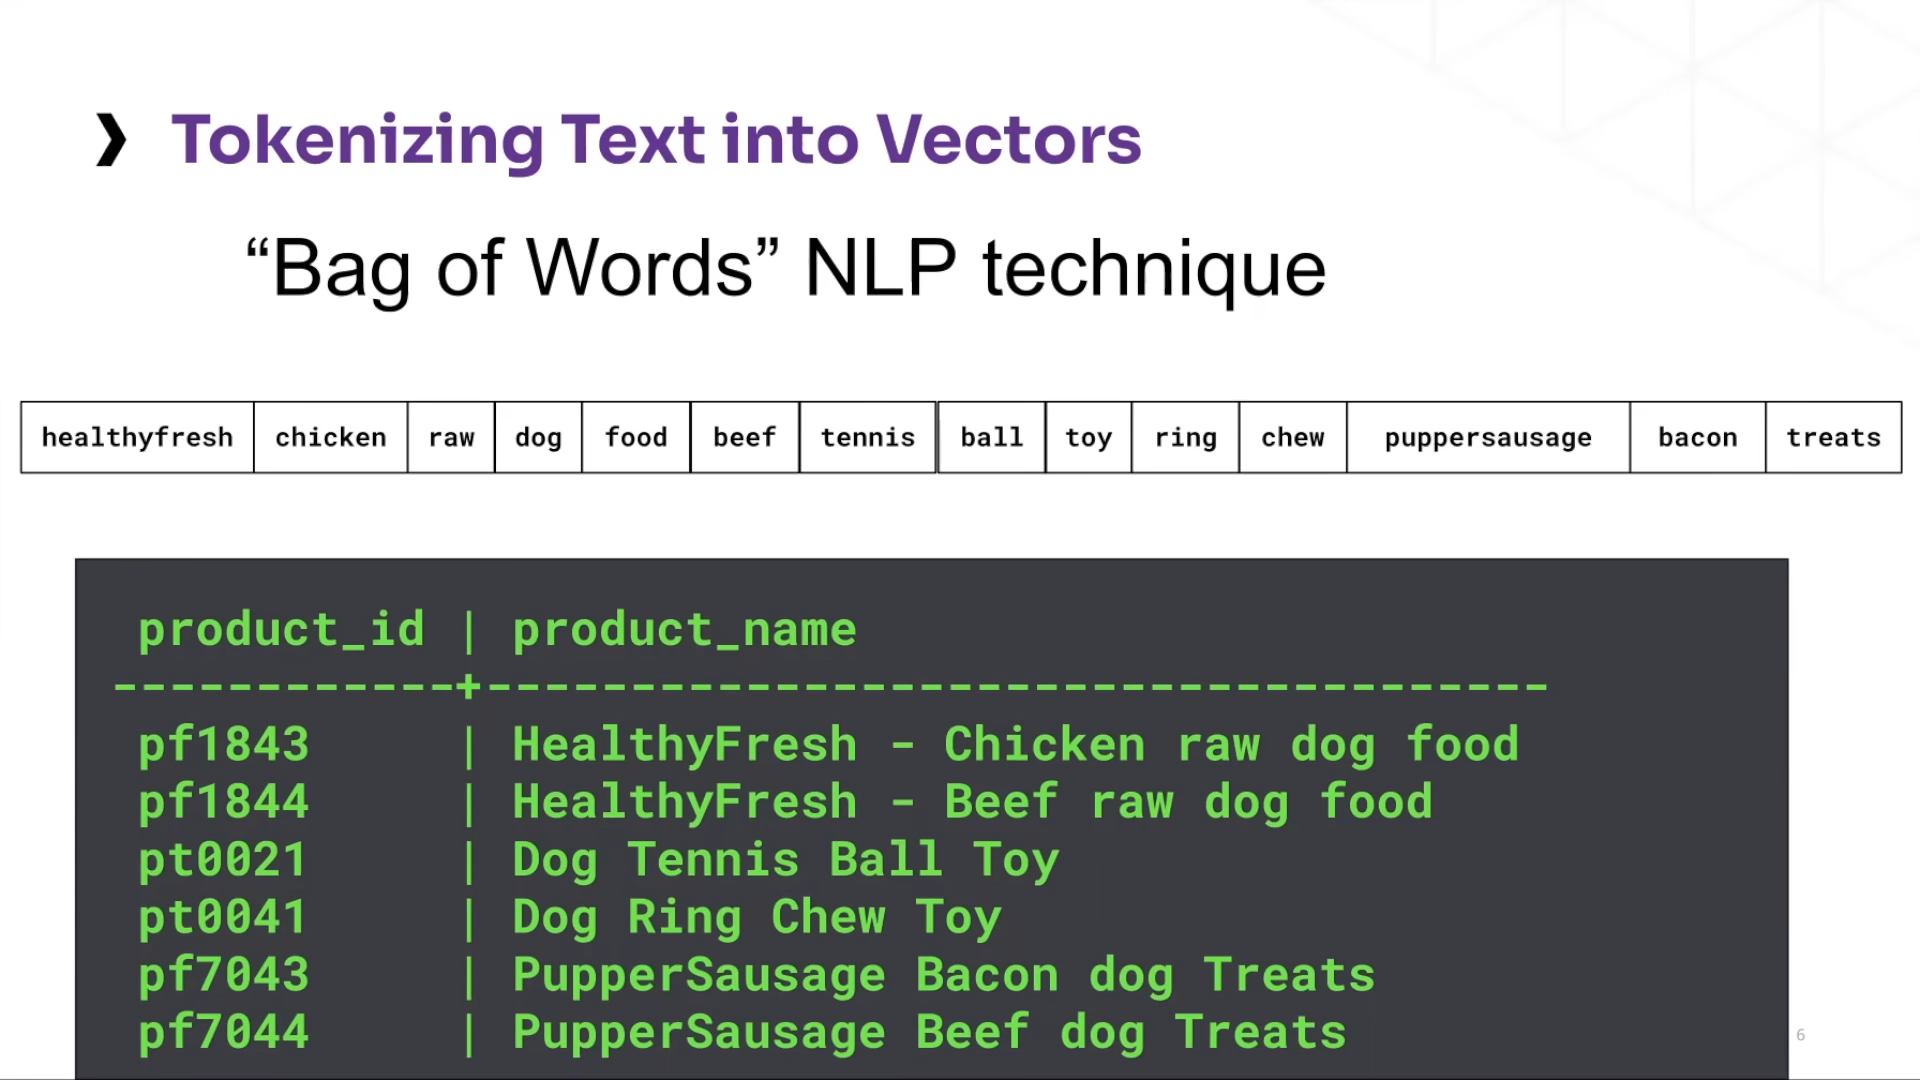 ❯ Tokenizing Text into Vectors
“Bag of Words” NLP technique
healthyfresh chicken raw dog food beef tennis ball toy ring chew puppersausage bacon treats
product_id | product_name
------------+-------------------------------------
pf1843 | HealthyFresh - Chicken raw dog food
pf1844 | HealthyFresh - Beef raw dog food
pt0021 | Dog Tennis Ball Toy
pt0041 | Dog Ring Chew Toy
pf7043 | PupperSausage Bacon dog Treats
pf7044 | PupperSausage Beef dog Treats
6